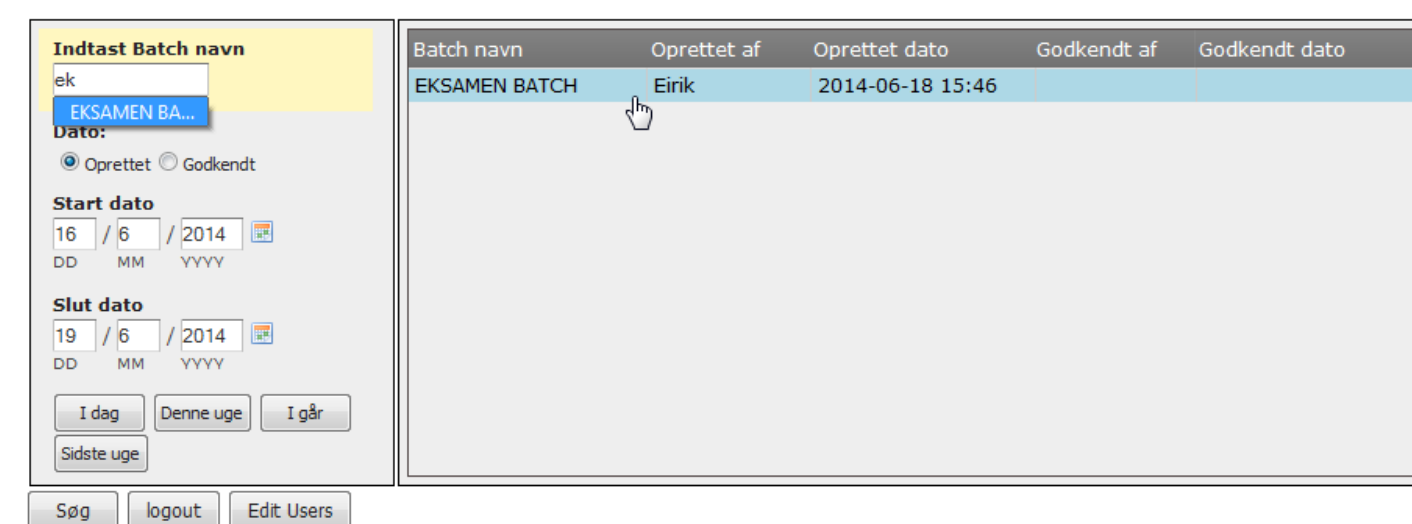 Indtast Batch navn
ek
EKSAMEN BA...
Dato:
Oprettet Godkendt
Start dato
16 / 6 / 2014
DD MM YYYY
Slut dato
19 / 6 / 2014
DD MM YYYY
I dag Denne uge I går
Sidste uge
Søg logout Edit Users
Batch navn Oprettet af Oprettet dato Godkendt af Godkendt dato
EKSAMEN BATCH Eirik 2014-06-18 15:46